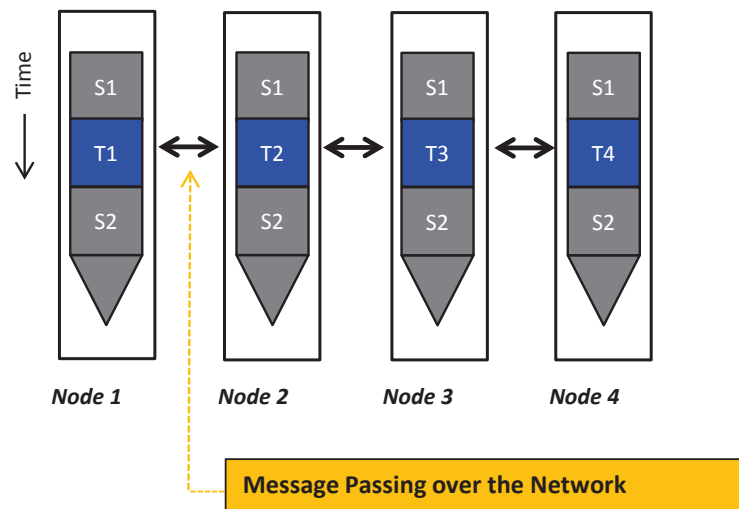 Time
S1 S1 S1 S1
T1 T2 T3 T4
S2 S2 S2 S2
Node 1 Node 2 Node 3 Node 4
Message Passing over the Network